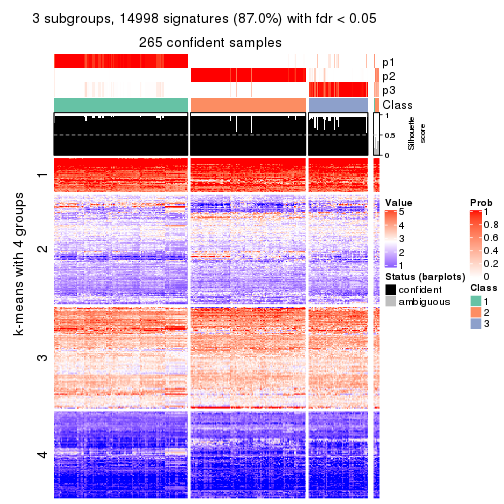 3 subgroups, 14998 signatures (87.0%) with fdr < 0.05
265 confident samples
p1
p2
p3
Class
1
0.5
0
Silhouette
score
k-means with 4 groups
1
2
3
4
Value
5
4
3
2
1
Status (barplots)
confident
ambiguous
Prob
1
0.8
0.6
0.4
0.2
0
Class
1
2
3